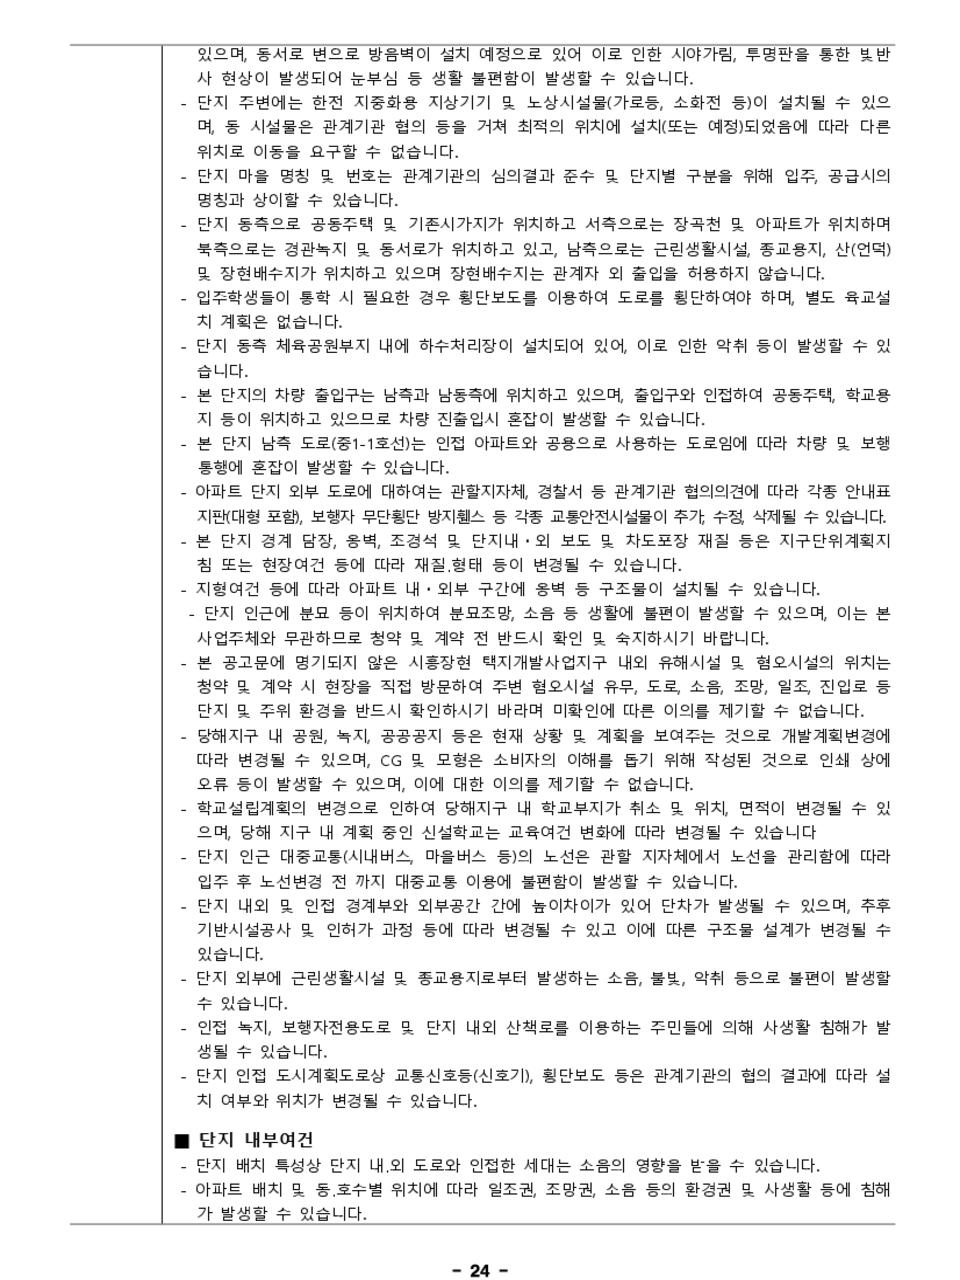 있으며, 동서로 변으로 방음벽이 설치 예정으로 있어 이로 인한 시야가림, 투명판을 통한 빛반
사 현상이 발생되어 눈부심 등 생활 불편함이 발생할 수 있습니다.
- 단지 주변에는 한전 지중화용 지상기기 및 노상시설물(가로등, 소화전 등)이 설치될 수 있으
며, 동 시설물은 관계기관 협의 등을 거쳐 최적의 위치에 설치(또는 예정)되었음에 따라 다른
위치로 이동을 요구할 수 없습니다.
- 단지 마을 명칭 및 번호는 관계기관의 심의결과 준수 및 단지별 구분을 위해 입주, 공급시의
명칭과 상이할 수 있습니다.
- 단지 동측으로 공동주택 및 기존시가지가 위치하고 서측으로는 장곡천 및 아파트가 위치하며
북측으로는 경관녹지 및 동서로가 위치하고 있고, 남측으로는 근린생활시설, 종교용지, 산(언덕)
및 장현배수지가 위치하고 있으며 장현배수지는 관계자 외 출입을 허용하지 않습니다.
- 입주학생들이 통학 시 필요한 경우 횡단보도를 이용하여 도로를 횡단하여야 하며, 별도 육교설
치 계획은 없습니다.
- 단지 동측 체육공원부지 내에 하수처리장이 설치되어 있어, 이로 인한 악취 등이 발생할 수 있
습니다.
- 본 단지의 차량 출입구는 남측과 남동측에 위치하고 있으며, 출입구와 인접하여 공동주택, 학교용
지 등이 위치하고 있으므로 차량 진출입시 혼잡이 발생할 수 있습니다.
- 본 단지 남측 도로(중1-1호선)는 인접 아파트와 공용으로 사용하는 도로임에 따라 차량 및 보행
통행에 혼잡이 발생할 수 있습니다.
- 아파트 단지 외부 도로에 대하여는 관할지자체, 경찰서 등 관계기관 협의의견에 따라 각종 안내표
지판(대형 포함), 보행자 무단횡단 방지휀스 등 각종 교통안전시설물이 추가, 수정, 삭제될 수 있습니다.
- 본 단지 경계 담장, 옹벽, 조경석 및 단지내・외 보도 및 차도포장 재질 등은 지구단위계획지
침 또는 현장여건 등에 따라 재질.형태 등이 변경될 수 있습니다.
- 지형여건 등에 따라 아파트 내・외부 구간에 옹벽 등 구조물이 설치될 수 있습니다.
- 단지 인근에 분묘 등이 위치하여 분묘조망, 소음 등 생활에 불편이 발생할 수 있으며, 이는 본
사업주체와 무관하므로 청약 및 계약 전 반드시 확인 및 숙지하시기 바랍니다.
- 본 공고문에 명기되지 않은 시흥장현 택지개발사업지구 내외 유해시설 및 혐오시설의 위치는
청약 및 계약 시 현장을 직접 방문하여 주변 혐오시설 유무, 도로, 소음, 조망, 일조, 진입로 등
단지 및 주위 환경을 반드시 확인하시기 바라며 미확인에 따른 이의를 제기할 수 없습니다.
- 당해지구 내 공원, 녹지, 공공공지 등은 현재 상황 및 계획을 보여주는 것으로 개발계획변경에
따라 변경될 수 있으며, CG 및 모형은 소비자의 이해를 돕기 위해 작성된 것으로 인쇄 상에
오류 등이 발생할 수 있으며, 이에 대한 이의를 제기할 수 없습니다.
- 학교설립계획의 변경으로 인하여 당해지구 내 학교부지가 취소 및 위치, 면적이 변경될 수 있
으며, 당해 지구 내 계획 중인 신설학교는 교육여건 변화에 따라 변경될 수 있습니다
- 단지 인근 대중교통(시내버스, 마을버스 등)의 노선은 관할 지자체에서 노선을 관리함에 따라
입주 후 노선변경 전 까지 대중교통 이용에 불편함이 발생할 수 있습니다.
- 단지 내외 및 인접 경계부와 외부공간 간에 높이차이가 있어 단차가 발생될 수 있으며, 추후
기반시설공사 및 인허가 과정 등에 따라 변경될 수 있고 이에 따른 구조물 설계가 변경될 수
있습니다.
- 단지 외부에 근린생활시설 및 종교용지로부터 발생하는 소음, 불빛, 악취 등으로 불편이 발생할
수 있습니다.
- 인접 녹지, 보행자전용도로 및 단지 내외 산책로를 이용하는 주민들에 의해 사생활 침해가 발
생될 수 있습니다.
- 단지 인접 도시계획도로상 교통신호등(신호기), 횡단보도 등은 관계기관의 협의 결과에 따라 설
치 여부와 위치가 변경될 수 있습니다.
■ 단지 내부여건
- 단지 배치 특성상 단지 내.외 도로와 인접한 세대는 소음의 영향을 받을 수 있습니다.
- 아파트 배치 및 동.호수별 위치에 따라 일조권, 조망권, 소음 등의 환경권 및 사생활 등에 침해
가 발생할 수 있습니다.
- 24 -